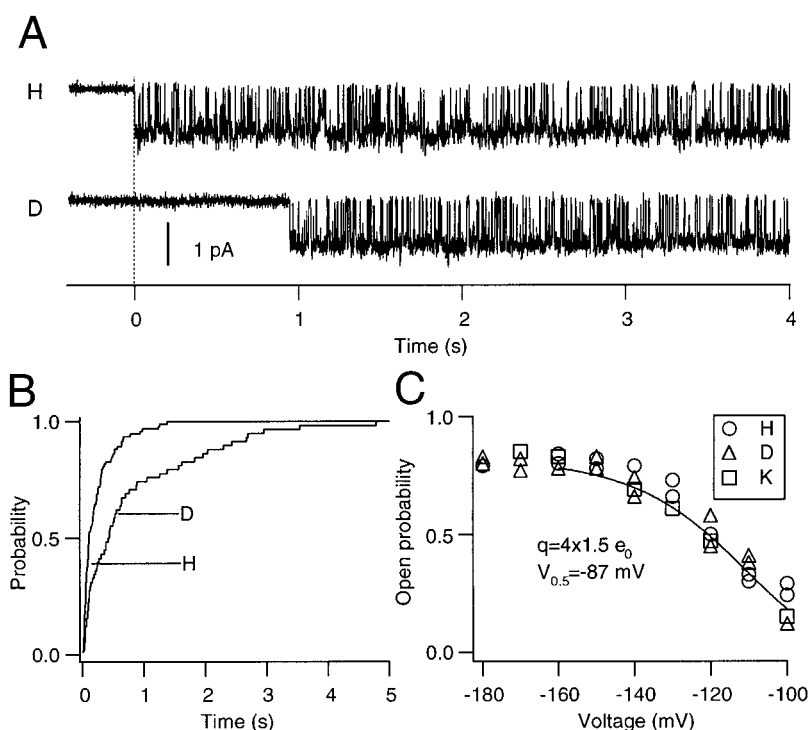 A
H
D
1 pA
0 1 2 3 4
Time (s)
B
1.0
0.5
0.0
Probability
D
H
0 1 2 3 4 5
Time (s)
C
1.0
0.5
0.0
Open probability
H
D
K
q=4x1.5 e₀
V₀.₅=-87 mV
-180 -160 -140 -120 -100
Voltage (mV)